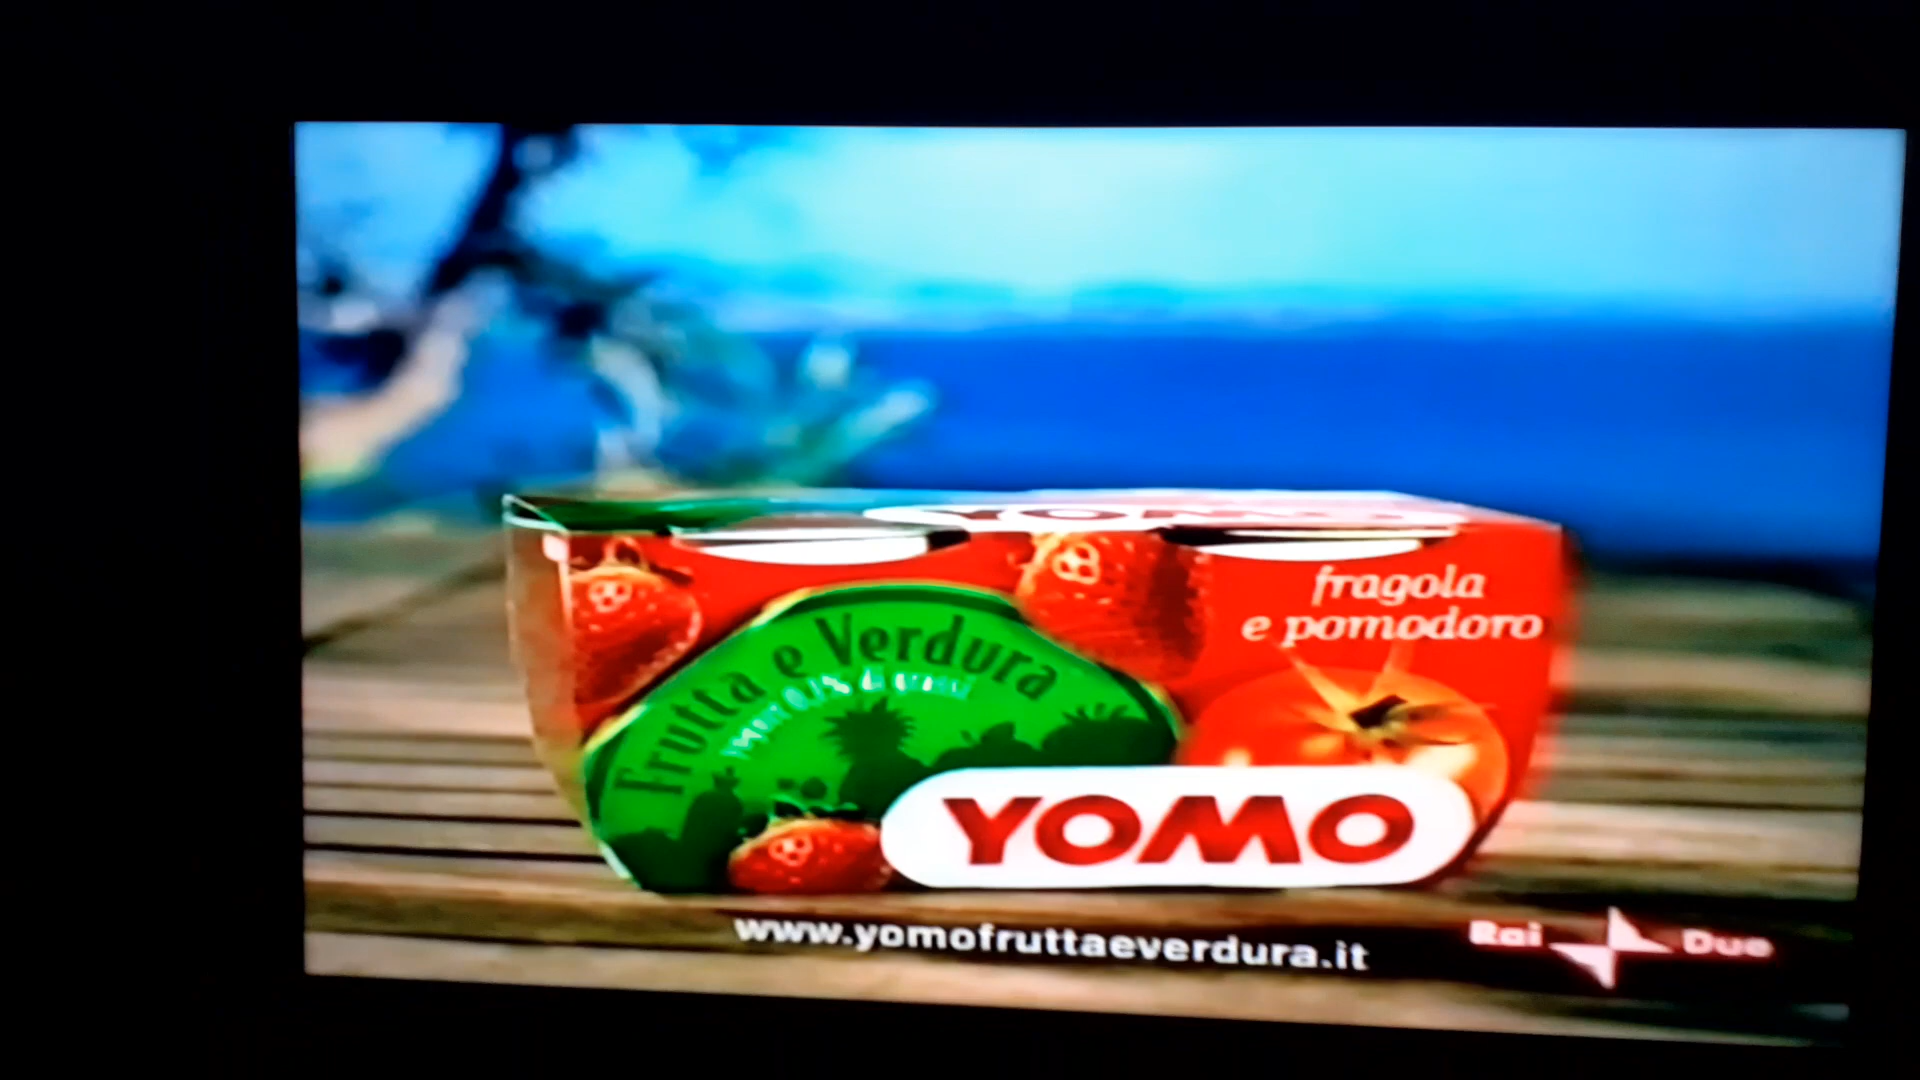 YOMO
fragola
e pomodoro
Frutta e Verdura
YOMO
www.yomofruttaeverdura.it
Rai Due